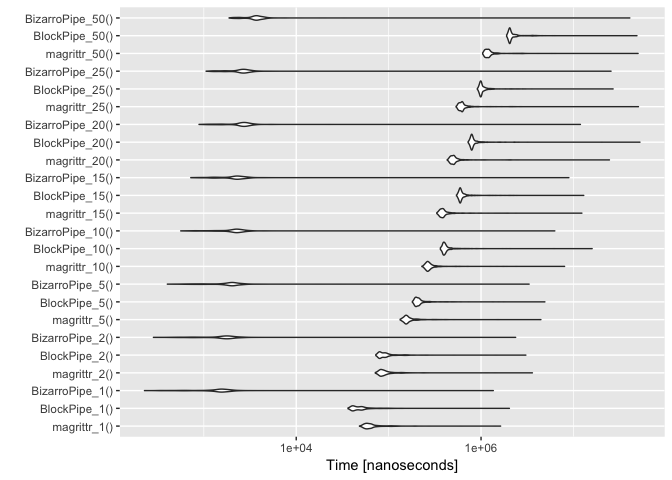 BizarroPipe_50()
BlockPipe_50()
magrittr_50()
BizarroPipe_25()
BlockPipe_25()
magrittr_25()
BizarroPipe_20()
BlockPipe_20()
magrittr_20()
BizarroPipe_15()
BlockPipe_15()
magrittr_15()
BizarroPipe_10()
BlockPipe_10()
magrittr_10()
BizarroPipe_5()
BlockPipe_5()
magrittr_5()
BizarroPipe_2()
BlockPipe_2()
magrittr_2()
BizarroPipe_1()
BlockPipe_1()
magrittr_1()
1e+04 1e+06
Time [nanoseconds]